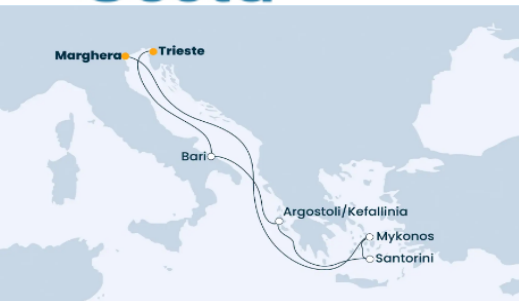 Trieste
Marghera
Bari
Argostoli/Kefallinia
Mykonos
Santorini